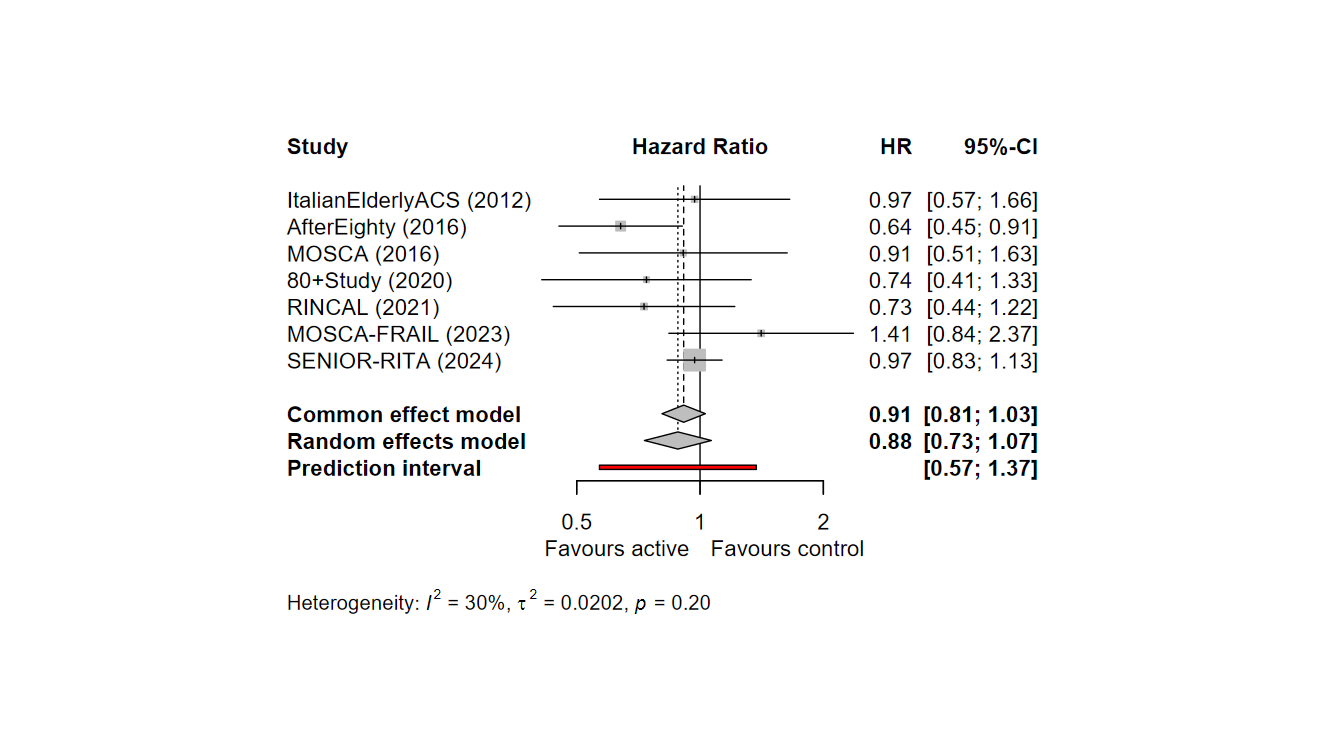 Study Hazard Ratio HR 95%-CI
ItalianElderlyACS (2012) 0.97 [0.57; 1.66]
AfterEighty (2016) 0.64 [0.45; 0.91]
MOSCA (2016) 0.91 [0.51; 1.63]
80+Study (2020) 0.74 [0.41; 1.33]
RINCAL (2021) 0.73 [0.44; 1.22]
MOSCA-FRAIL (2023) 1.41 [0.84; 2.37]
SENIOR-RITA (2024) 0.97 [0.83; 1.13]
Common effect model 0.91 [0.81; 1.03]
Random effects model 0.88 [0.73; 1.07]
Prediction interval [0.57; 1.37]
0.5 1 2
Favours active Favours control
Heterogeneity: I² = 30%, τ² = 0.0202, p = 0.20